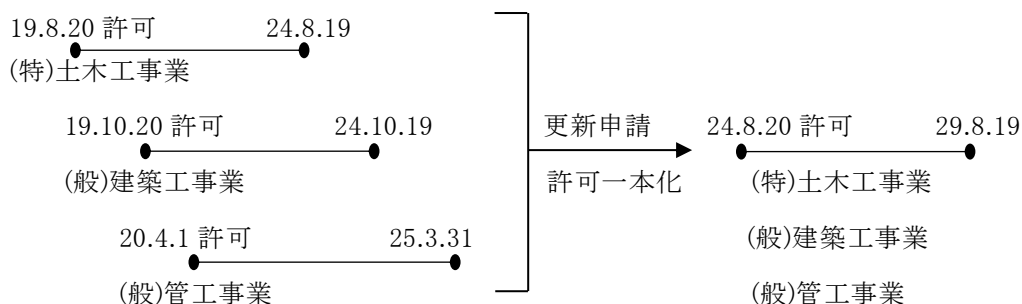 19.8.20 許可 24.8.19
(特)土木工事業
19.10.20 許可 24.10.19
(般)建築工事業
20.4.1 許可 25.3.31
(般)管工事業
更新申請
許可一本化
24.8.20 許可 29.8.19
(特)土木工事業
(般)建築工事業
(般)管工事業